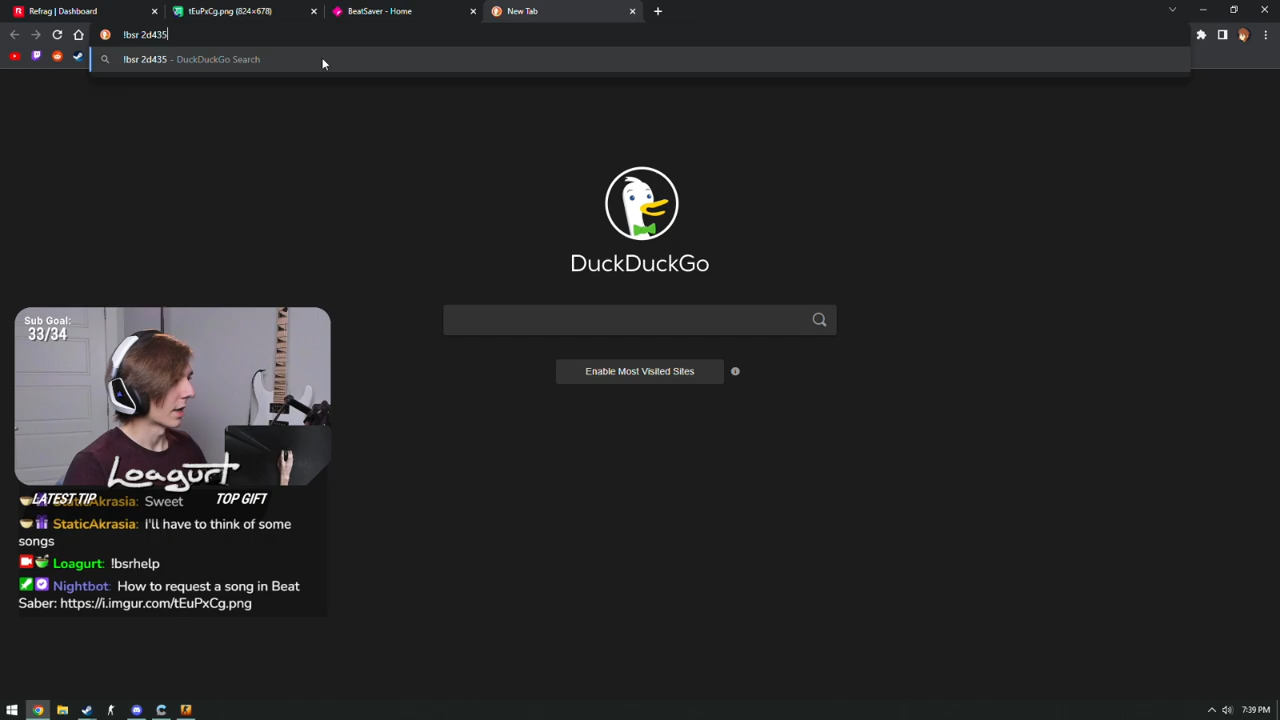 Refrag | Dashboard
tEuPxCg.png (824×678)
BeatSaver - Home
New Tab
!bsr 2d435
!bsr 2d435 – DuckDuckGo Search
DuckDuckGo
Enable Most Visited Sites
Sub Goal:
33/34
Loagurt
LATEST TIP
TOP GIFT
StaticAkrasia: Sweet
StaticAkrasia: I'll have to think of some
songs
Loagurt: !bsrhelp
Nightbot: How to request a song in Beat
Saber: https://i.imgur.com/tEuPxCg.png
7:39 PM